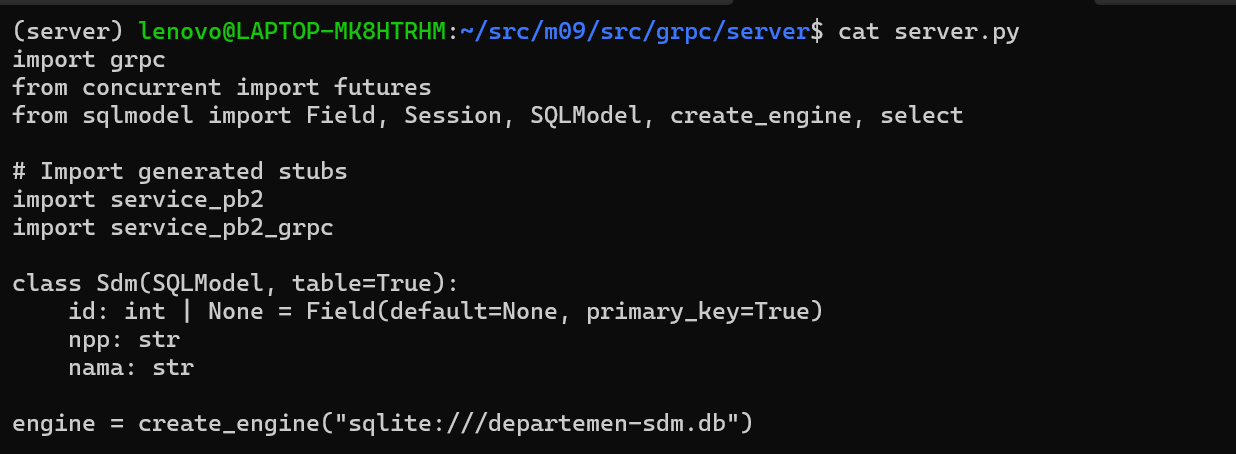 (server) lenovo@LAPTOP-MK8HTRHM:~/src/m09/src/grpc/server$ cat server.py
import grpc
from concurrent import futures
from sqlmodel import Field, Session, SQLModel, create_engine, select

# Import generated stubs
import service_pb2
import service_pb2_grpc

class Sdm(SQLModel, table=True):
    id: int | None = Field(default=None, primary_key=True)
    npp: str
    nama: str

engine = create_engine("sqlite:///departemen-sdm.db")